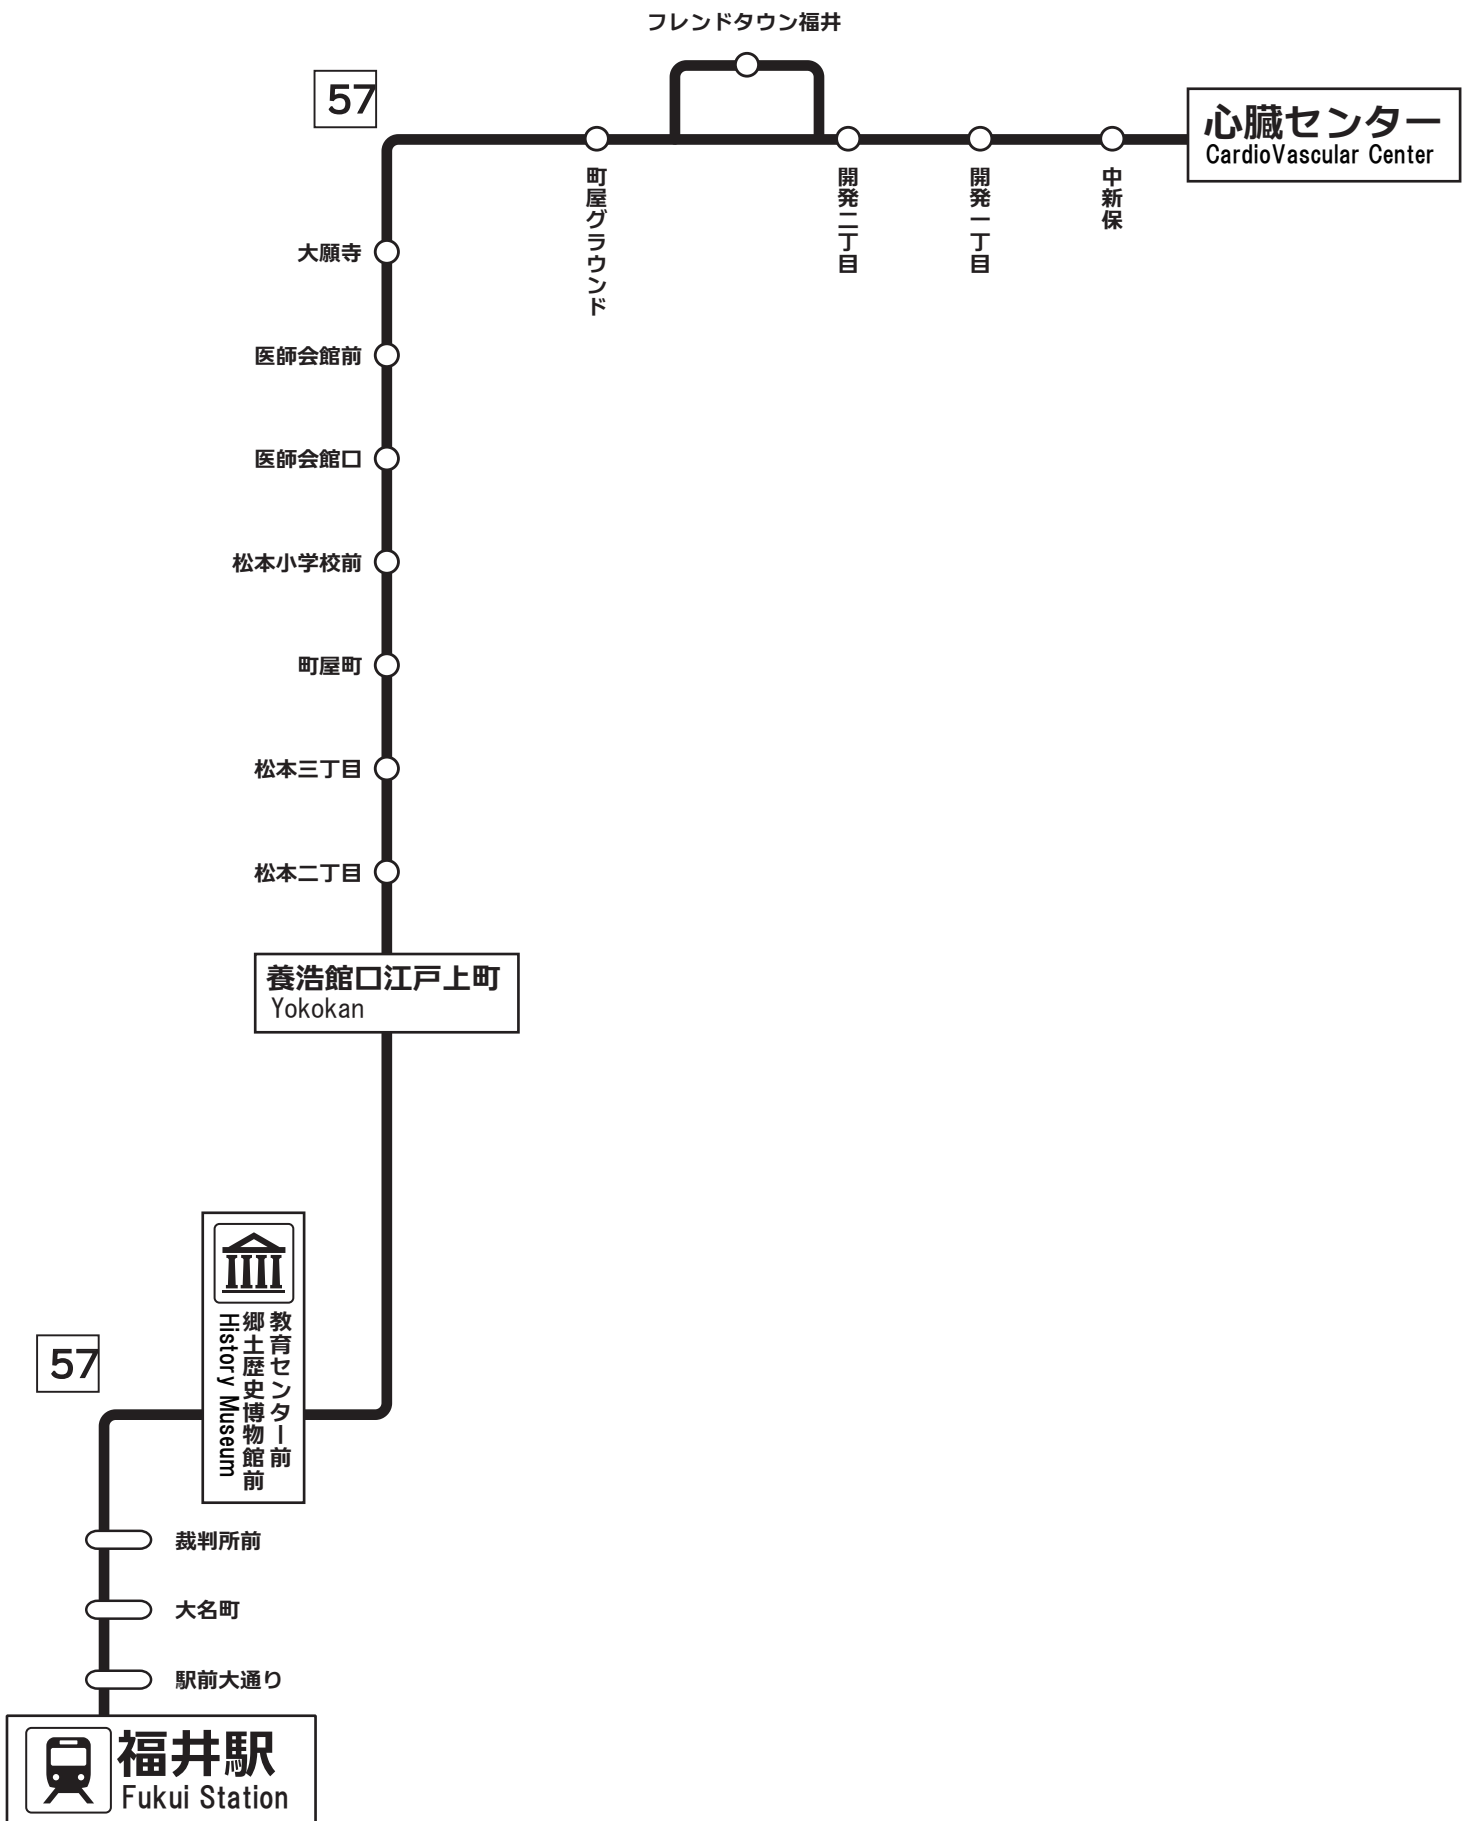 フレンドタウン福井
57
心臓センター
CardioVascular Center
町屋グラウンド
開発二丁目
開発一丁目
中新保
大願寺
医師会館前
医師会館口
松本小学校前
町屋町
松本三丁目
松本二丁目
養浩館口江戸上町
Yokokan
教育センター前
郷土歴史博物館前
History Museum
57
裁判所前
大名町
駅前大通り
福井駅
Fukui Station